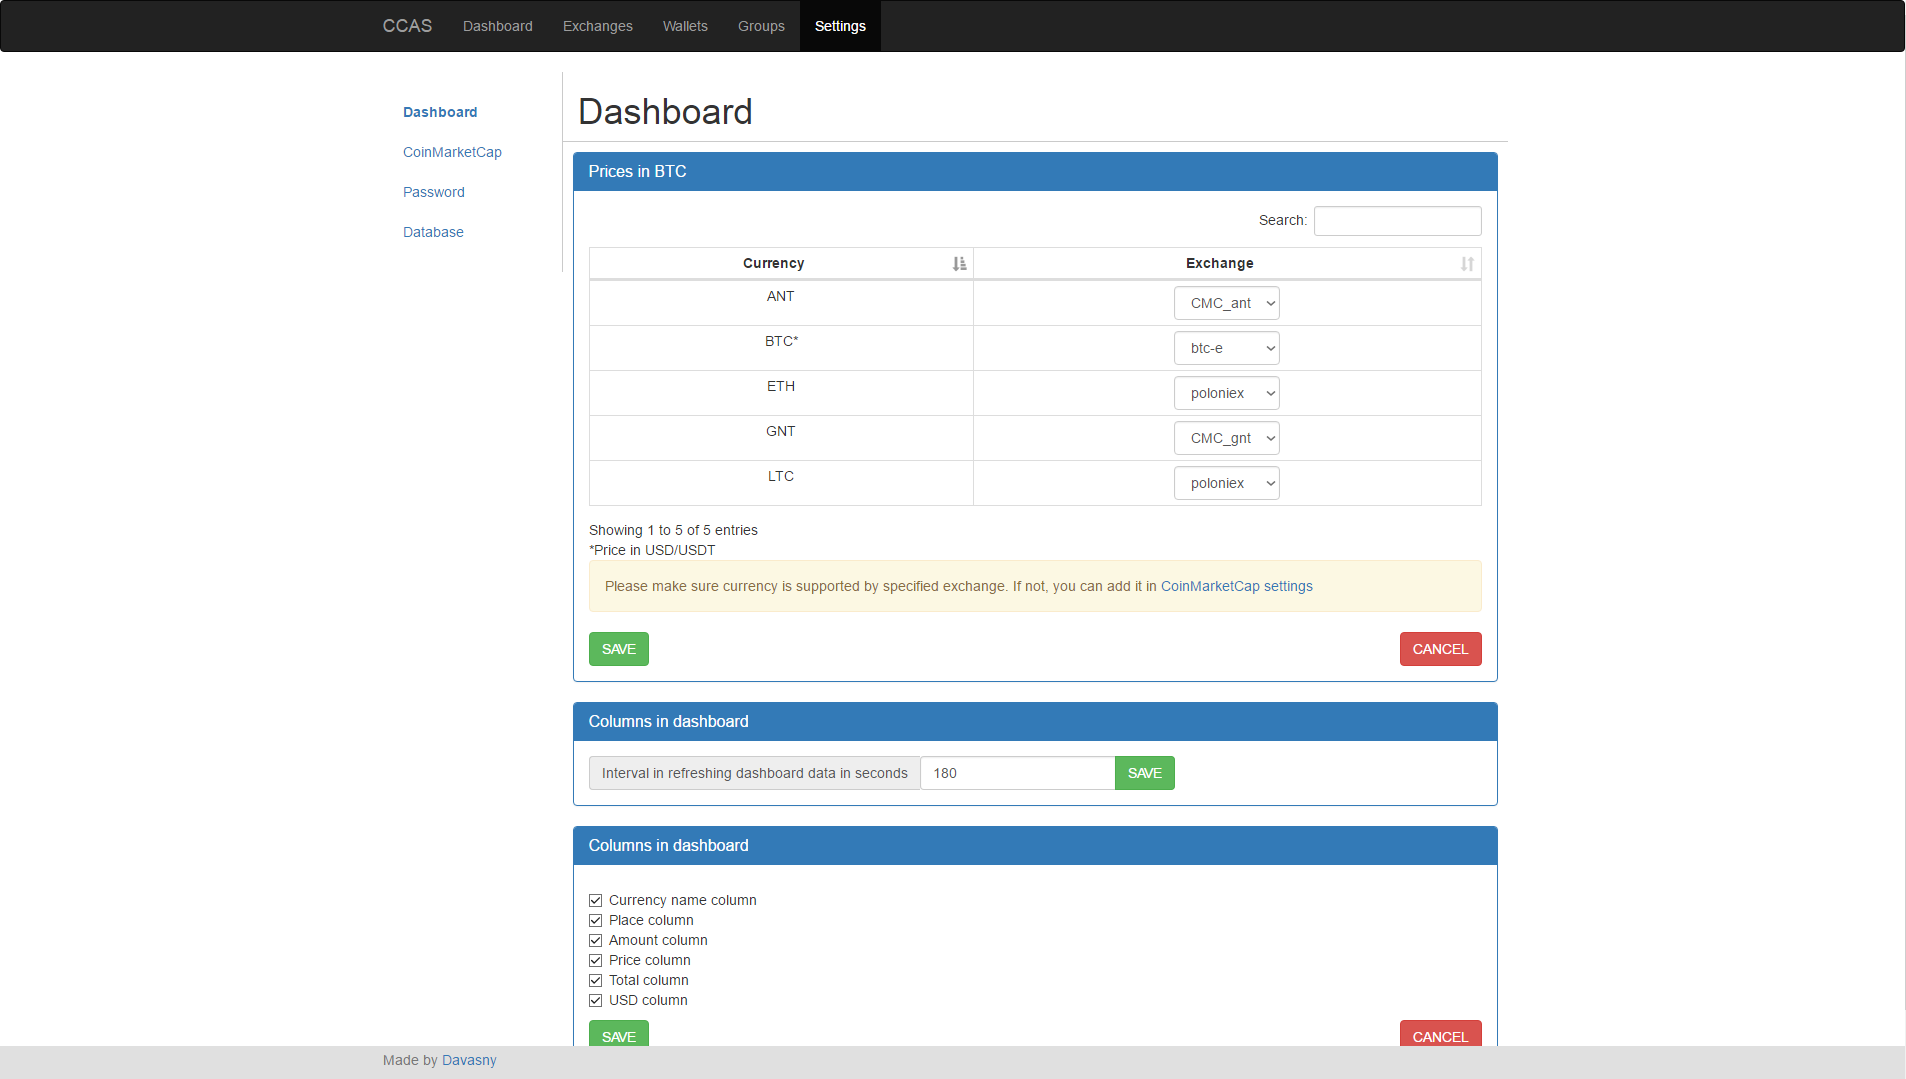 CCAS Dashboard Exchanges Wallets Groups Settings
Dashboard
CoinMarketCap
Password
Database
Dashboard
Prices in BTC
Search:
Currency Exchange
ANT CMC_ant
BTC* btc-e
ETH poloniex
GNT CMC_gnt
LTC poloniex
Showing 1 to 5 of 5 entries
*Price in USD/USDT
Please make sure currency is supported by specified exchange. If not, you can add it in CoinMarketCap settings
SAVE CANCEL
Columns in dashboard
Interval in refreshing dashboard data in seconds 180 SAVE
Columns in dashboard
Currency name column
Place column
Amount column
Price column
Total column
USD column
SAVE CANCEL
Made by Davasny